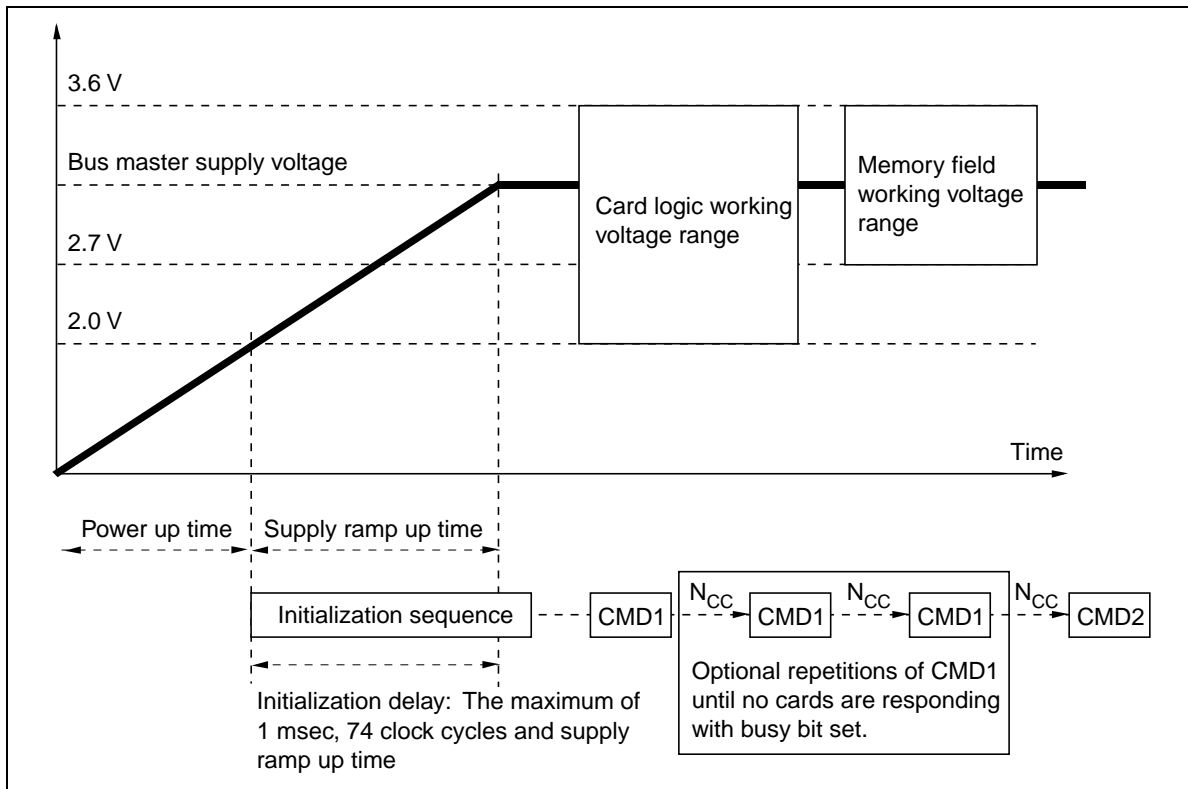 3.6 V
Bus master supply voltage
2.7 V
2.0 V
Card logic working
voltage range
Memory field
working voltage
range
Time
Power up time
Supply ramp up time
Initialization sequence
CMD1
NCC
CMD1
NCC
CMD1
NCC
CMD2
Initialization delay: The maximum of
1 msec, 74 clock cycles and supply
ramp up time
Optional repetitions of CMD1
until no cards are responding
with busy bit set.